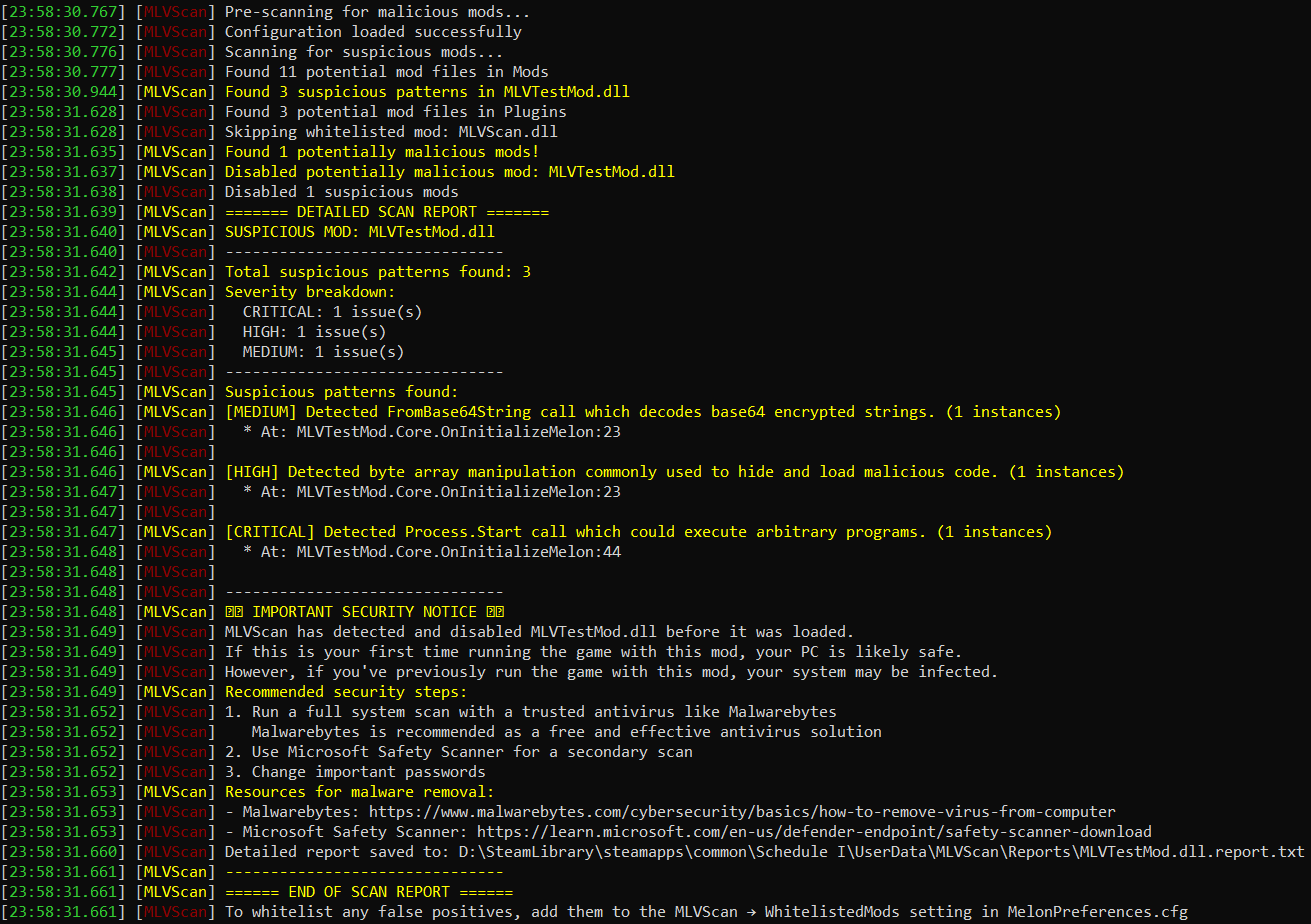 [23:58:30.767] [MLVScan] Pre-scanning for malicious mods...
[23:58:30.772] [MLVScan] Configuration loaded successfully
[23:58:30.776] [MLVScan] Scanning for suspicious mods...
[23:58:30.777] [MLVScan] Found 11 potential mod files in Mods
[23:58:30.944] [MLVScan] Found 3 suspicious patterns in MLVTestMod.dll
[23:58:31.628] [MLVScan] Found 3 potential mod files in Plugins
[23:58:31.628] [MLVScan] Skipping whitelisted mod: MLVScan.dll
[23:58:31.635] [MLVScan] Found 1 potentially malicious mods!
[23:58:31.637] [MLVScan] Disabled potentially malicious mod: MLVTestMod.dll
[23:58:31.638] [MLVScan] Disabled 1 suspicious mods
[23:58:31.639] [MLVScan] ======= DETAILED SCAN REPORT =======
[23:58:31.640] [MLVScan] SUSPICIOUS MOD: MLVTestMod.dll
[23:58:31.640] [MLVScan] -------------------------------
[23:58:31.642] [MLVScan] Total suspicious patterns found: 3
[23:58:31.644] [MLVScan] Severity breakdown:
[23:58:31.644] [MLVScan]   CRITICAL: 1 issue(s)
[23:58:31.644] [MLVScan]   HIGH: 1 issue(s)
[23:58:31.645] [MLVScan]   MEDIUM: 1 issue(s)
[23:58:31.645] [MLVScan] -------------------------------
[23:58:31.645] [MLVScan] Suspicious patterns found:
[23:58:31.646] [MLVScan] [MEDIUM] Detected FromBase64String call which decodes base64 encrypted strings. (1 instances)
[23:58:31.646] [MLVScan]   * At: MLVTestMod.Core.OnInitializeMelon:23
[23:58:31.646] [MLVScan]
[23:58:31.646] [MLVScan] [HIGH] Detected byte array manipulation commonly used to hide and load malicious code. (1 instances)
[23:58:31.647] [MLVScan]   * At: MLVTestMod.Core.OnInitializeMelon:23
[23:58:31.647] [MLVScan]
[23:58:31.647] [MLVScan] [CRITICAL] Detected Process.Start call which could execute arbitrary programs. (1 instances)
[23:58:31.648] [MLVScan]   * At: MLVTestMod.Core.OnInitializeMelon:44
[23:58:31.648] [MLVScan]
[23:58:31.648] [MLVScan] -------------------------------
[23:58:31.648] [MLVScan] IMPORTANT SECURITY NOTICE
[23:58:31.649] [MLVScan] MLVScan has detected and disabled MLVTestMod.dll before it was loaded.
[23:58:31.649] [MLVScan] If this is your first time running the game with this mod, your PC is likely safe.
[23:58:31.649] [MLVScan] However, if you've previously run the game with this mod, your system may be infected.
[23:58:31.649] [MLVScan] Recommended security steps:
[23:58:31.652] [MLVScan] 1. Run a full system scan with a trusted antivirus like Malwarebytes
[23:58:31.652] [MLVScan]    Malwarebytes is recommended as a free and effective antivirus solution
[23:58:31.652] [MLVScan] 2. Use Microsoft Safety Scanner for a secondary scan
[23:58:31.652] [MLVScan] 3. Change important passwords
[23:58:31.653] [MLVScan] Resources for malware removal:
[23:58:31.653] [MLVScan] - Malwarebytes: https://www.malwarebytes.com/cybersecurity/basics/how-to-remove-virus-from-computer
[23:58:31.653] [MLVScan] - Microsoft Safety Scanner: https://learn.microsoft.com/en-us/defender-endpoint/safety-scanner-download
[23:58:31.660] [MLVScan] Detailed report saved to: D:\SteamLibrary\steamapps\common\Schedule I\UserData\MLVScan\Reports\MLVTestMod.dll.report.txt
[23:58:31.661] [MLVScan] -------------------------------
[23:58:31.661] [MLVScan] ====== END OF SCAN REPORT ======
[23:58:31.661] [MLVScan] To whitelist any false positives, add them to the MLVScan → WhitelistedMods setting in MelonPreferences.cfg